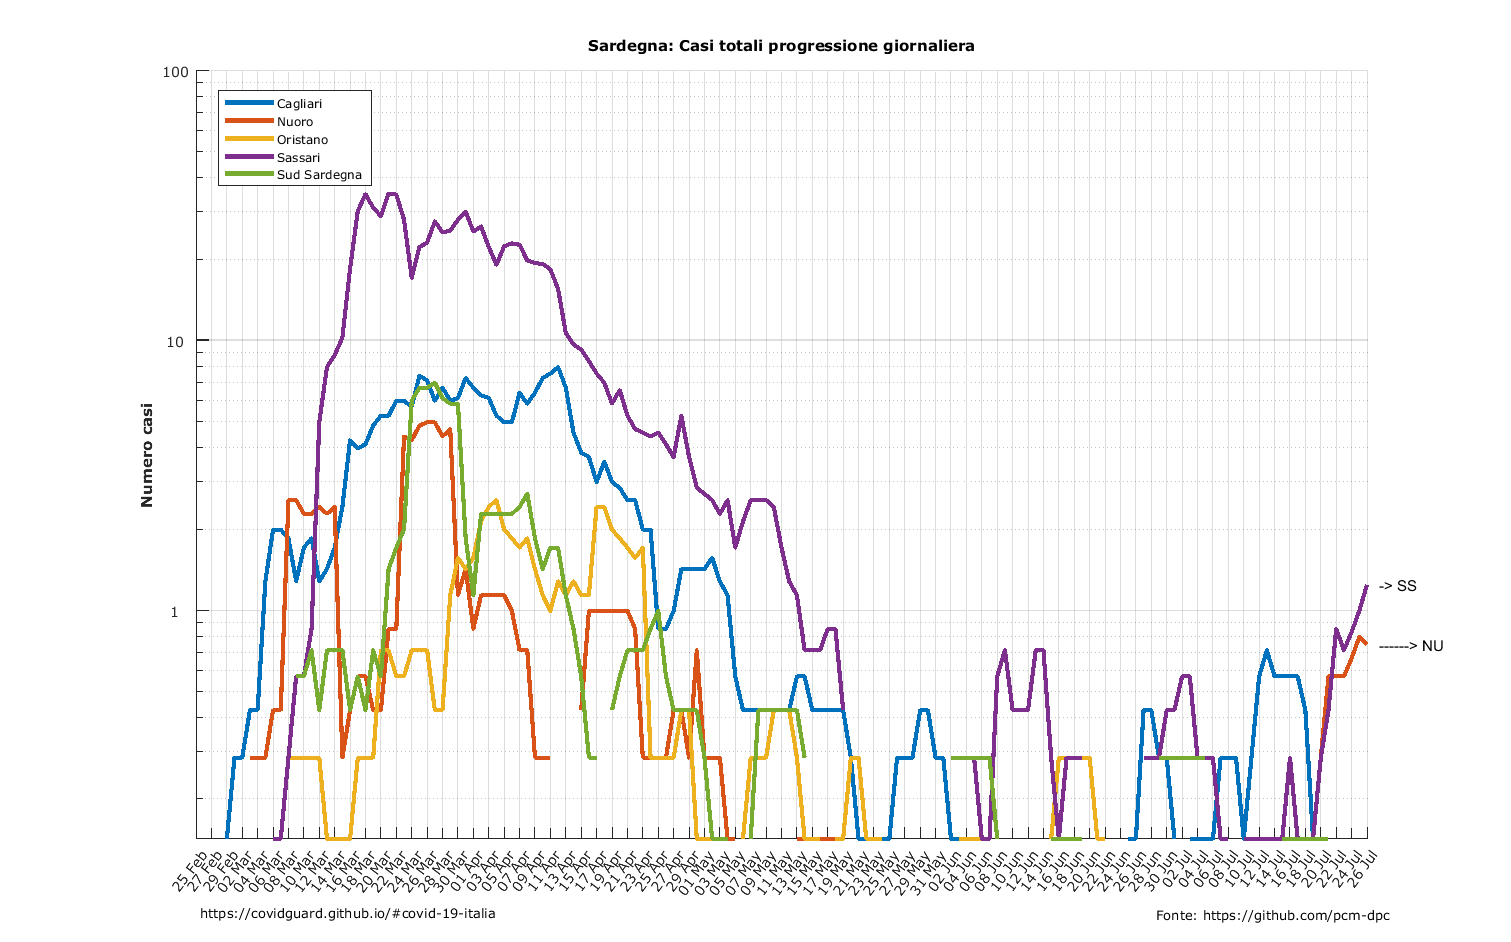 Sardegna: Casi totali progressione giornaliera
100
10
1
Numero casi
Cagliari
Nuoro
Oristano
Sassari
Sud Sardegna
-> SS
------> NU
25 Feb
27 Feb
29 Feb
02 Mar
04 Mar
06 Mar
08 Mar
10 Mar
12 Mar
14 Mar
16 Mar
18 Mar
20 Mar
22 Mar
24 Mar
26 Mar
28 Mar
30 Mar
01 Apr
03 Apr
05 Apr
07 Apr
09 Apr
11 Apr
13 Apr
15 Apr
17 Apr
19 Apr
21 Apr
23 Apr
25 Apr
27 Apr
29 Apr
01 May
03 May
05 May
07 May
09 May
11 May
13 May
15 May
17 May
19 May
21 May
23 May
25 May
27 May
29 May
31 May
02 Jun
04 Jun
06 Jun
08 Jun
10 Jun
12 Jun
14 Jun
16 Jun
18 Jun
20 Jun
22 Jun
24 Jun
26 Jun
28 Jun
30 Jun
02 Jul
04 Jul
06 Jul
08 Jul
10 Jul
12 Jul
14 Jul
16 Jul
18 Jul
20 Jul
22 Jul
24 Jul
26 Jul
https://covidguard.github.io/#covid-19-italia
Fonte: https://github.com/pcm-dpc